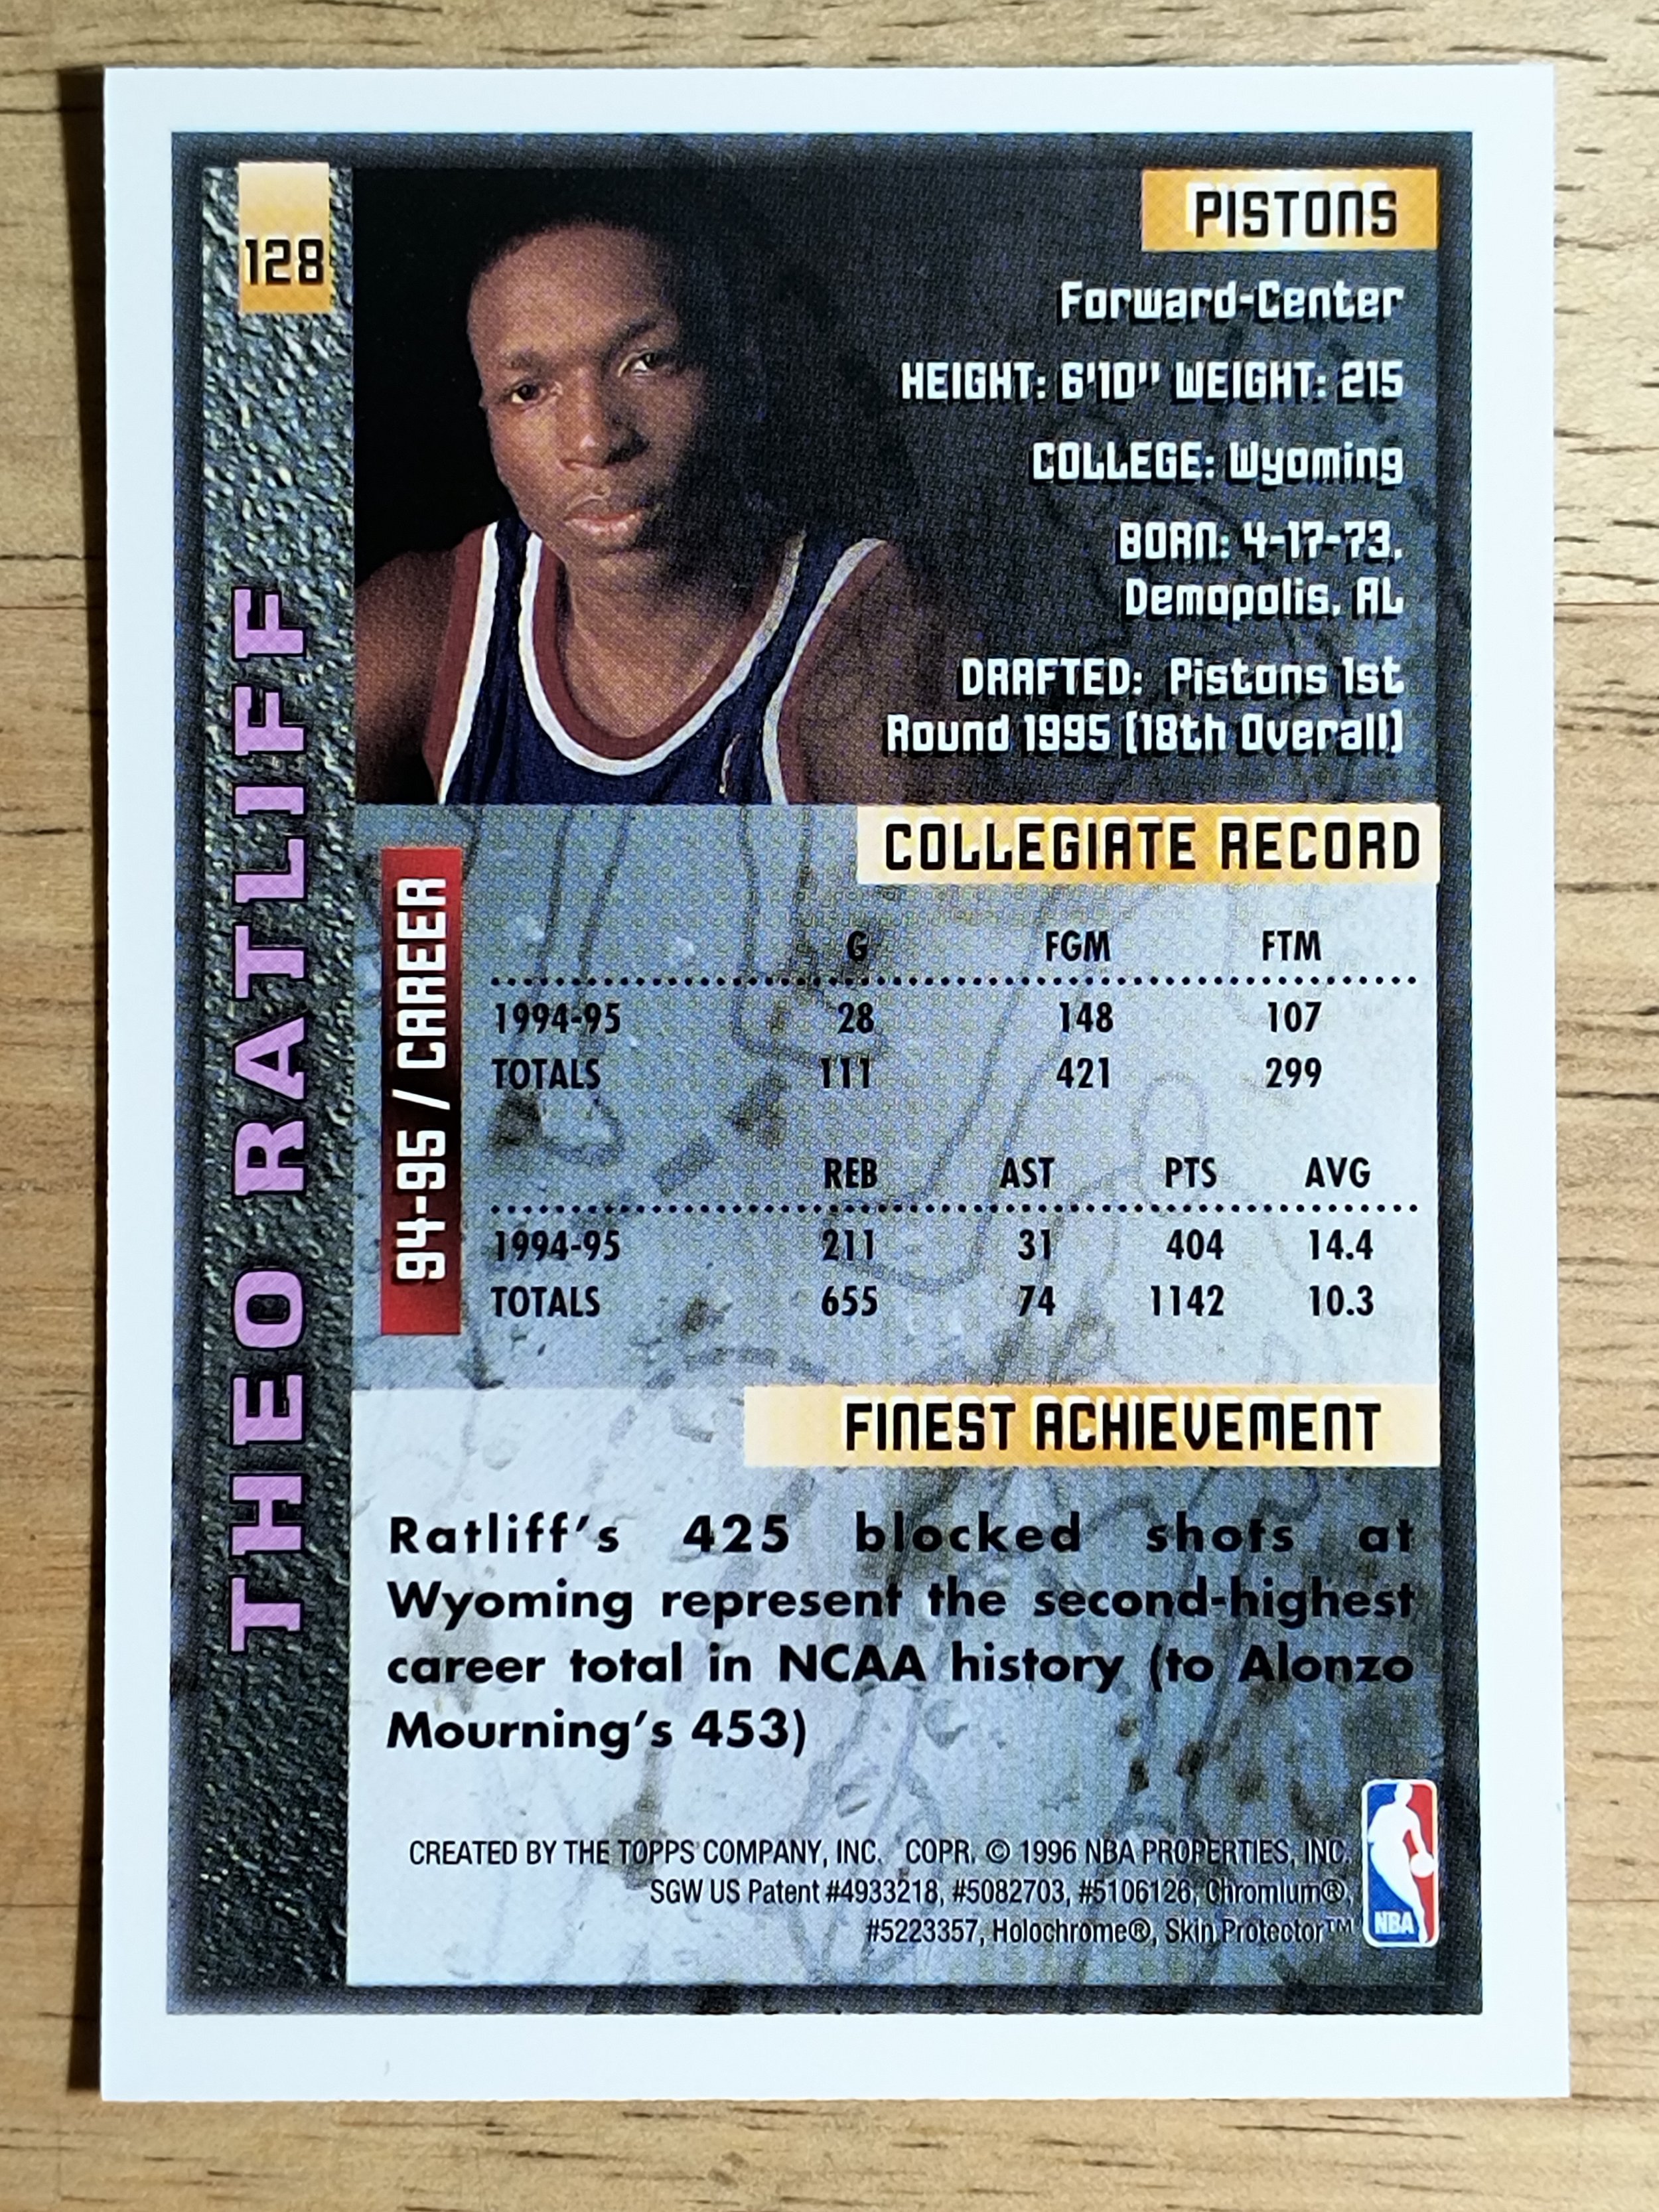 128
THEO RATLIFF
PISTONS
Forward-Center
HEIGHT: 6'10" WEIGHT: 215
COLLEGE: Wyoming
BORN: 4-17-73,
Demopolis, AL
DRAFTED: Pistons 1st
Round 1995 (18th Overall)
COLLEGIATE RECORD
94-95 / CAREER
G FGM FTM
1994-95 28 148 107
TOTALS 111 421 299
REB AST PTS AVG
1994-95 211 31 404 14.4
TOTALS 655 74 1142 10.3
FINEST ACHIEVEMENT
Ratliff's 425 blocked shots at
Wyoming represent the second-highest
career total in NCAA history (to Alonzo
Mourning's 453)
CREATED BY THE TOPPS COMPANY, INC. COPR. © 1996 NBA PROPERTIES, INC.
SGW US Patent #4933218, #5082703, #5106126, Chromium®,
#5223357, Holochrome®, Skin Protector™
NBA